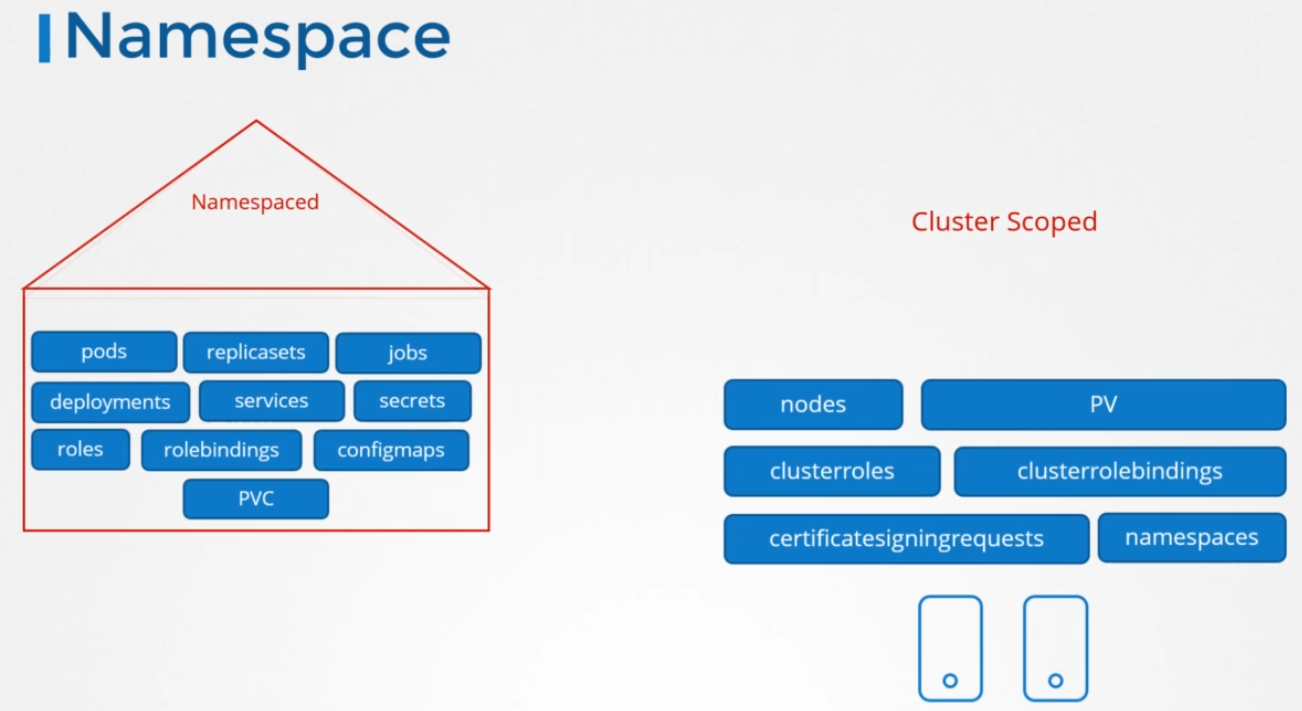 Namespace
Namespaced
pods replicasets jobs
deployments services secrets
roles rolebindings configmaps
PVC
Cluster Scoped
nodes PV
clusterroles clusterrolebindings
certificatesigningrequests namespaces